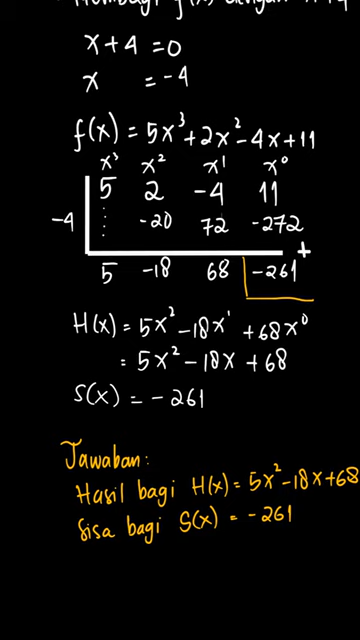 x + 4 = 0
x = -4
f(x) = 5x³ + 2x² - 4x + 11
x³ x² x¹ x⁰
5 2 -4 11
-4 ⋮ -20 72 -272 +
5 -18 68 -261
H(x) = 5x² - 18x¹ + 68x⁰
= 5x² - 18x + 68
S(x) = -261
Jawaban:
Hasil bagi H(x) = 5x² - 18x + 68
Sisa bagi S(x) = -261